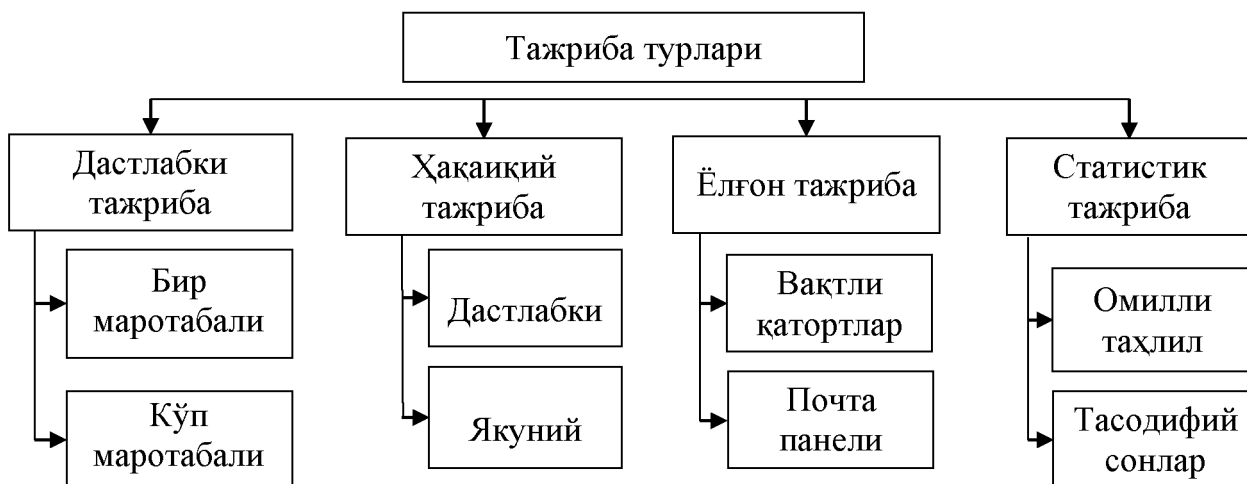 Тажриба турлари
Дастлабки
тажриба
Ҳақаиқий
тажриба
Ёлғон тажриба
Статистик
тажриба
Бир
маротабали
Дастлабки
Вақтли
қатортлар
Омилли
таҳлил
Кўп
маротабали
Якуний
Почта
панели
Тасодифий
сонлар